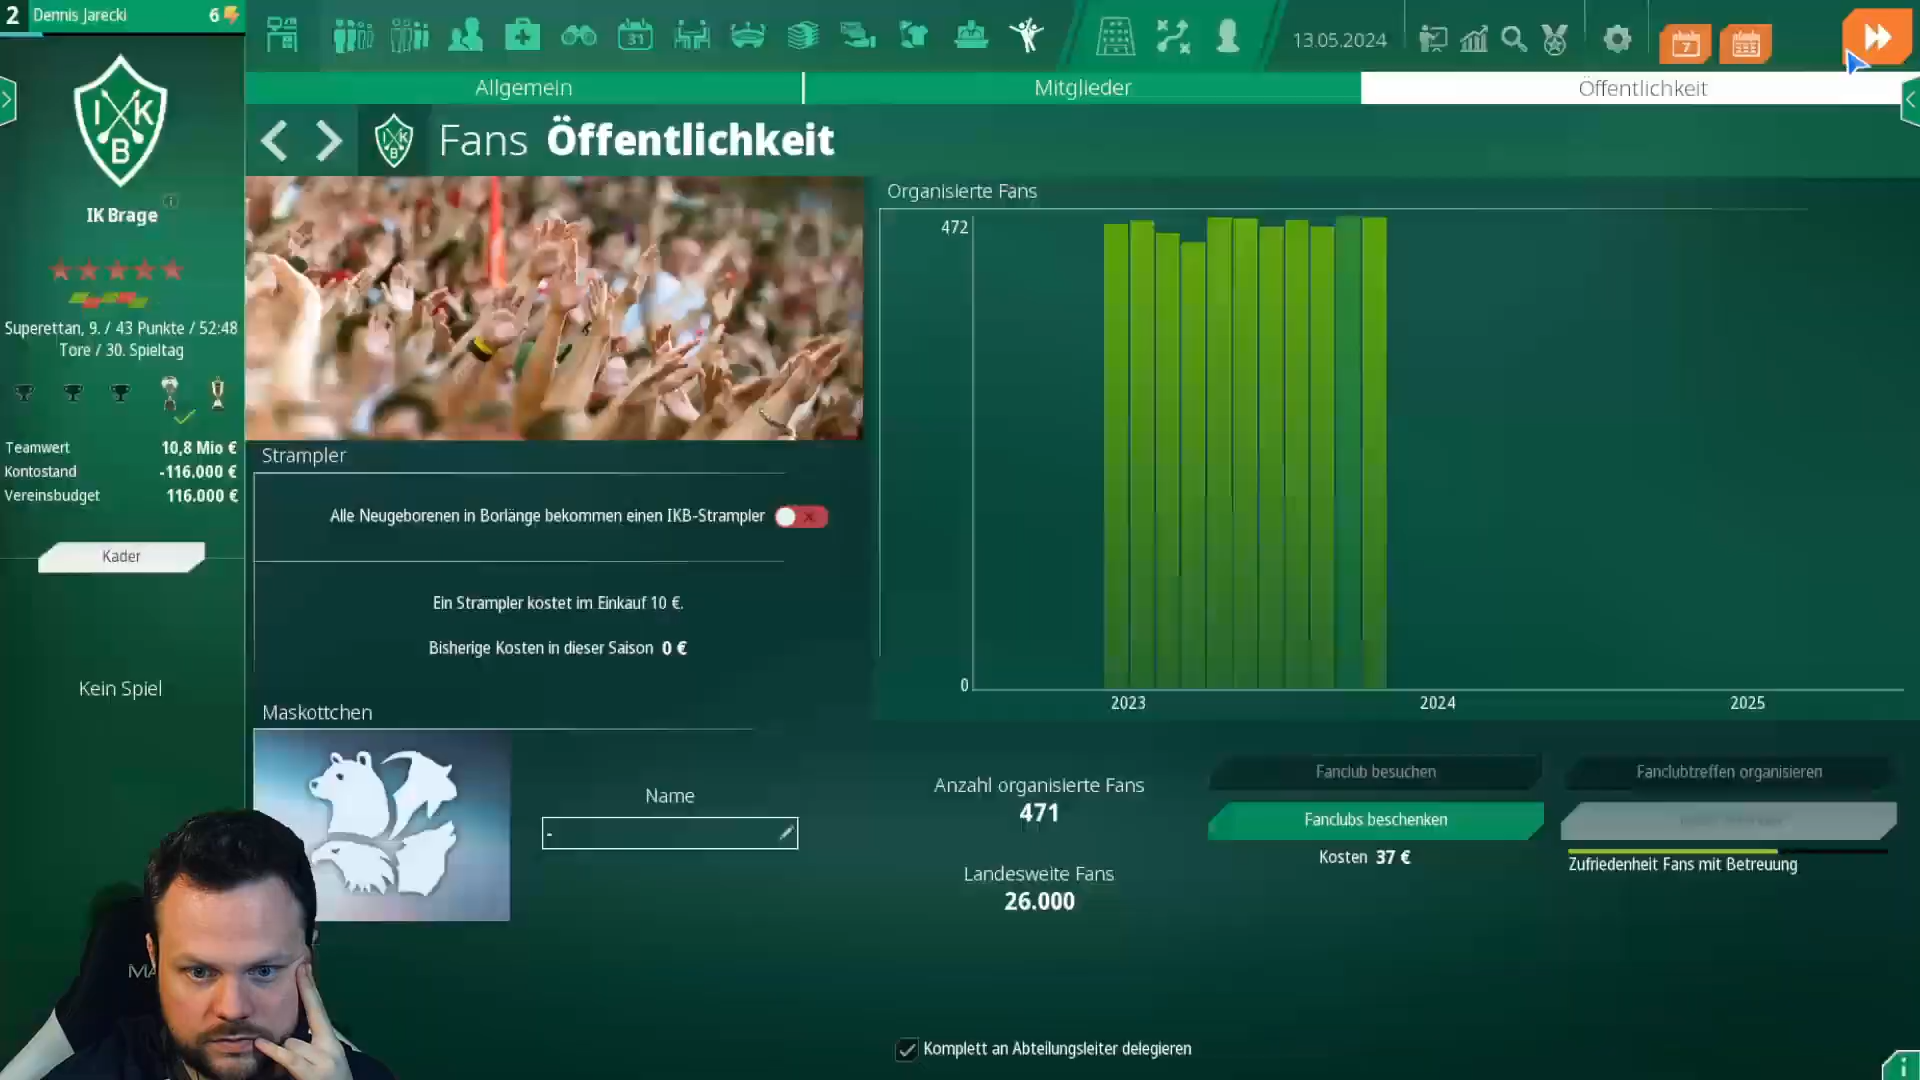 2 Dennis Jarecki 6
31
13.05.2024
7
Allgemein
Mitglieder
Öffentlichkeit
IKB
Fans Öffentlichkeit
IK Brage
Superettan, 9. / 43 Punkte / 52:48
Tore / 30. Spieltag
Teamwert 10,8 Mio €
Kontostand -116.000 €
Vereinsbudget 116.000 €
Kader
Kein Spiel
Strampler
Alle Neugeborenen in Borlänge bekommen einen IKB-Strampler
Ein Strampler kostet im Einkauf 10 €.
Bisherige Kosten in dieser Saison 0 €
Maskottchen
Name
-
Organisierte Fans
472
0
2023
2024
2025
Anzahl organisierte Fans
471
Landesweite Fans
26.000
Fanclub besuchen
Fanclubtreffen organisieren
Fanclubs beschenken
Kosten 37 €
Zufriedenheit Fans mit Betreuung
Komplett an Abteilungsleiter delegieren